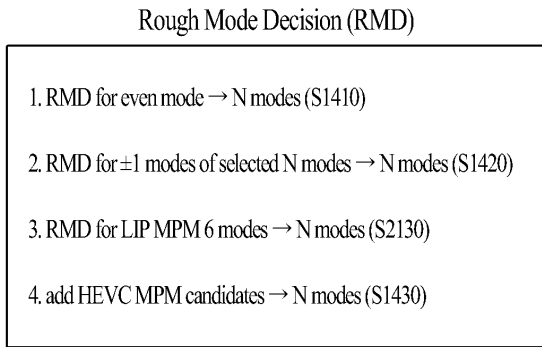 Rough Mode Decision (RMD)
1. RMD for even mode → N modes (S1410)
2. RMD for ±1 modes of selected N modes → N modes (S1420)
3. RMD for LIP MPM 6 modes → N modes (S2130)
4. add HEVC MPM candidates → N modes (S1430)